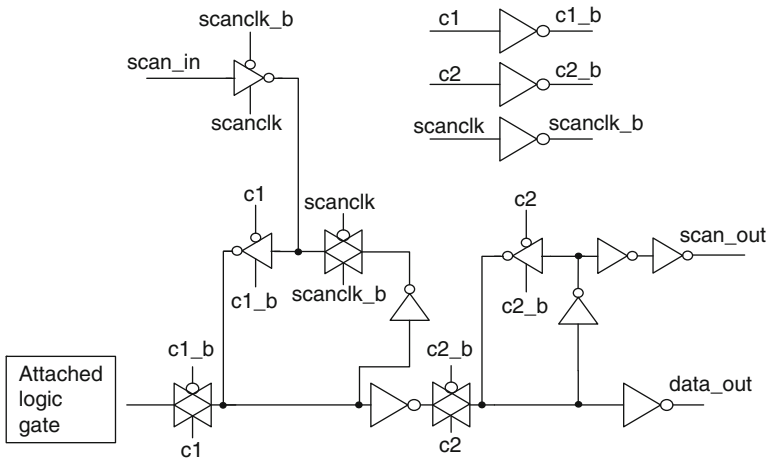 scanclk_b
scan_in
scanclk
c1
c1_b
c2
c2_b
scanclk
scanclk_b
c1
scanclk
c2
scan_out
c1_b
scanclk_b
c2_b
Attached
logic
gate
c1_b
c1
c2_b
c2
data_out